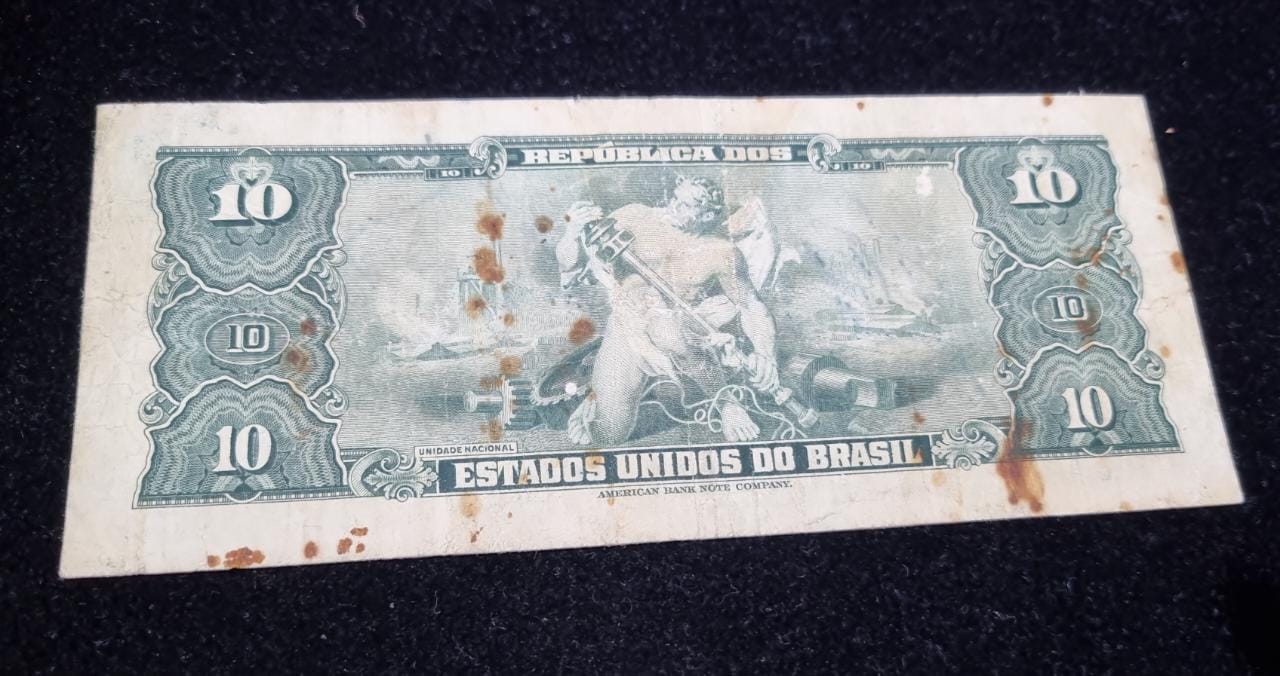 REPÚBLICA DOS
10 10
10 10
10 10
10 10
UNIDADE NACIONAL
ESTADOS UNIDOS DO BRASIL
AMERICAN BANK NOTE COMPANY.